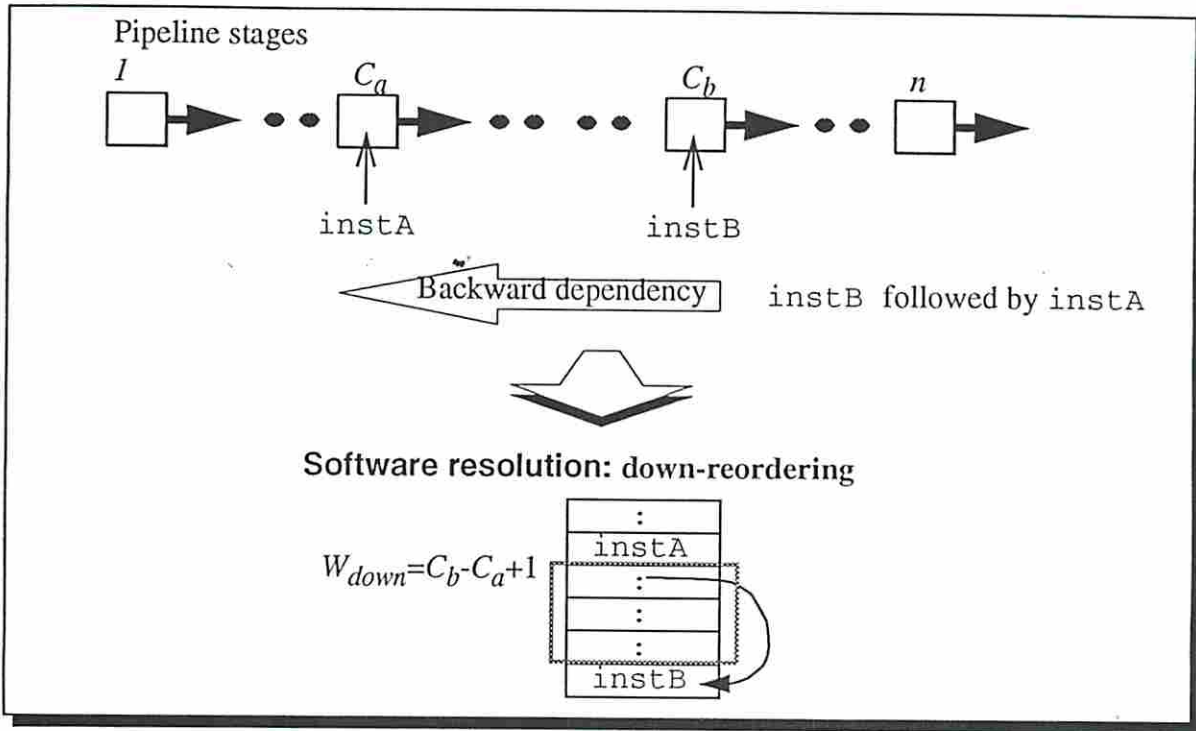 Pipeline stages
1 Ca Cb n
instA instB
Backward dependency instB followed by instA
Software resolution: down-reordering
:
instA
Wdown=Cb-Ca+1 :
:
:
instB